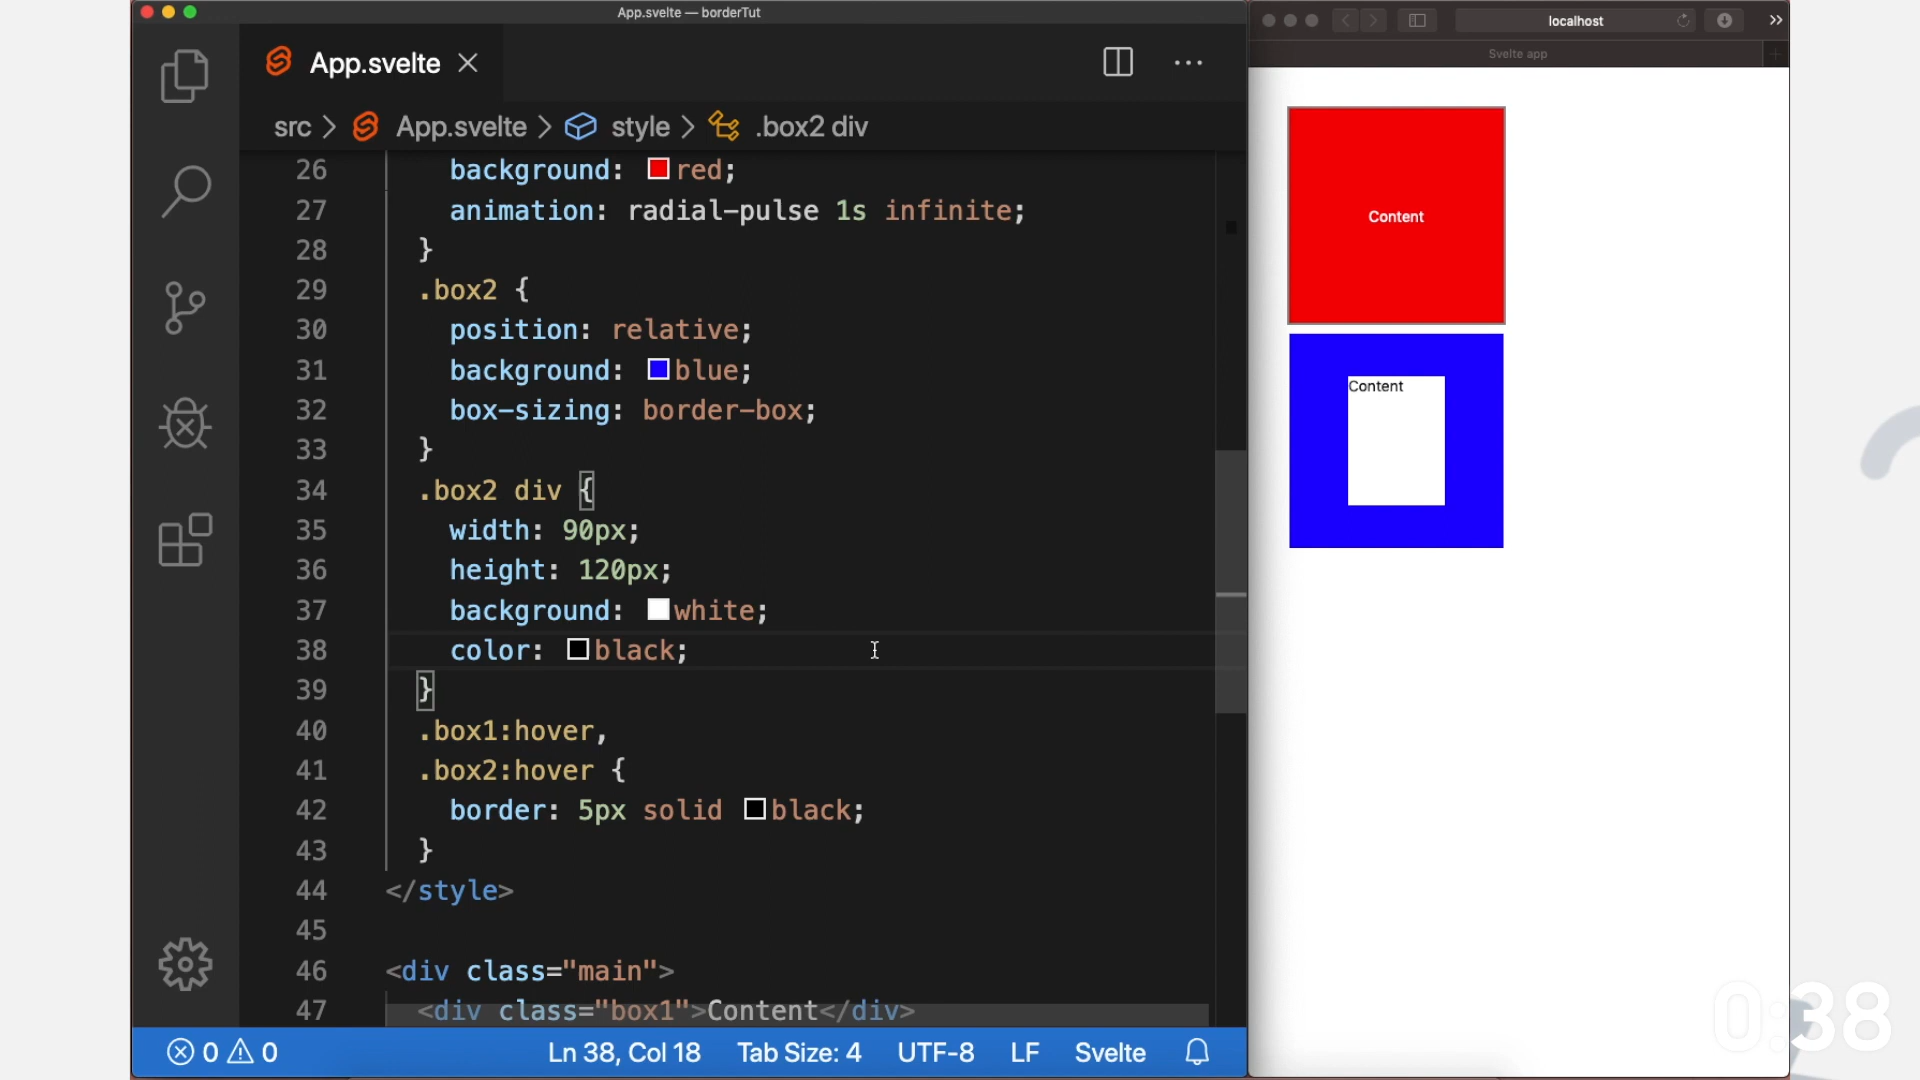 App.svelte — borderTut
App.svelte
src > App.svelte > style > .box2 div
26 background: red;
27 animation: radial-pulse 1s infinite;
28 }
29 .box2 {
30 position: relative;
31 background: blue;
32 box-sizing: border-box;
33 }
34 .box2 div {
35 width: 90px;
36 height: 120px;
37 background: white;
38 color: black;
39 }
40 .box1:hover,
41 .box2:hover {
42 border: 5px solid black;
43 }
44 </style>
45
46 <div class="main">
47 <div class="box1">Content</div>
0 0 Ln 38, Col 18 Tab Size: 4 UTF-8 LF Svelte
localhost
Svelte app
Content
Content
0:38